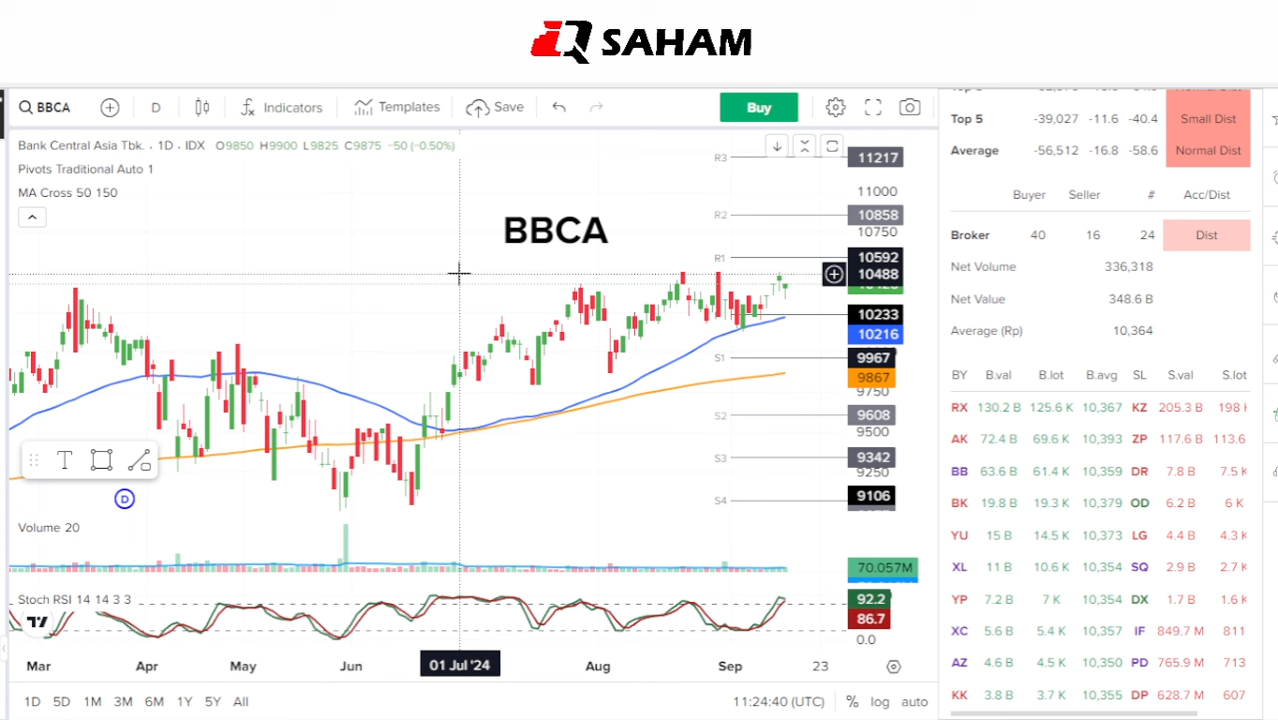 iQ SAHAM
BBCA D Indicators Templates Save Buy
Bank Central Asia Tbk. · 1D · IDX O9850 H9900 L9825 C9875 -50 (-0.50%)
Pivots Traditional Auto 1
MA Cross 50 150
BBCA
R3 11217
11000
R2 10858
10750
R1 10592
10488
10233
10216
S1 9967
9867
9750
S2 9608
9500
S3 9342
9250
S4 9106
D
Volume 20
70.057M
Stoch RSI 14 14 3 3
92.2
86.7
0.0
Mar Apr May Jun 01 Jul '24 Aug Sep 23
1D 5D 1M 3M 6M 1Y 5Y All 11:24:40 (UTC) % log auto
Top 5 -39,027 -11.6 -40.4 Small Dist
Average -56,512 -16.8 -58.6 Normal Dist
Buyer Seller # Acc/Dist
Broker 40 16 24 Dist
Net Volume 336,318
Net Value 348.6 B
Average (Rp) 10,364
BY B.val B.lot B.avg SL S.val S.lot
RX 130.2 B 125.6 K 10,367 KZ 205.3 B 198
AK 72.4 B 69.6 K 10,393 ZP 117.6 B 113.6
BB 63.6 B 61.4 K 10,359 DR 7.8 B 7.5
BK 19.8 B 19.3 K 10,379 OD 6.2 B 6 K
YU 15 B 14.5 K 10,373 LG 4.4 B 4.3
XL 11 B 10.6 K 10,354 SQ 2.9 B 2.7
YP 7.2 B 7 K 10,354 DX 1.7 B 1.6
XC 5.6 B 5.4 K 10,357 IF 849.7 M 811
AZ 4.6 B 4.5 K 10,350 PD 765.9 M 713
KK 3.8 B 3.7 K 10,355 DP 628.7 M 607